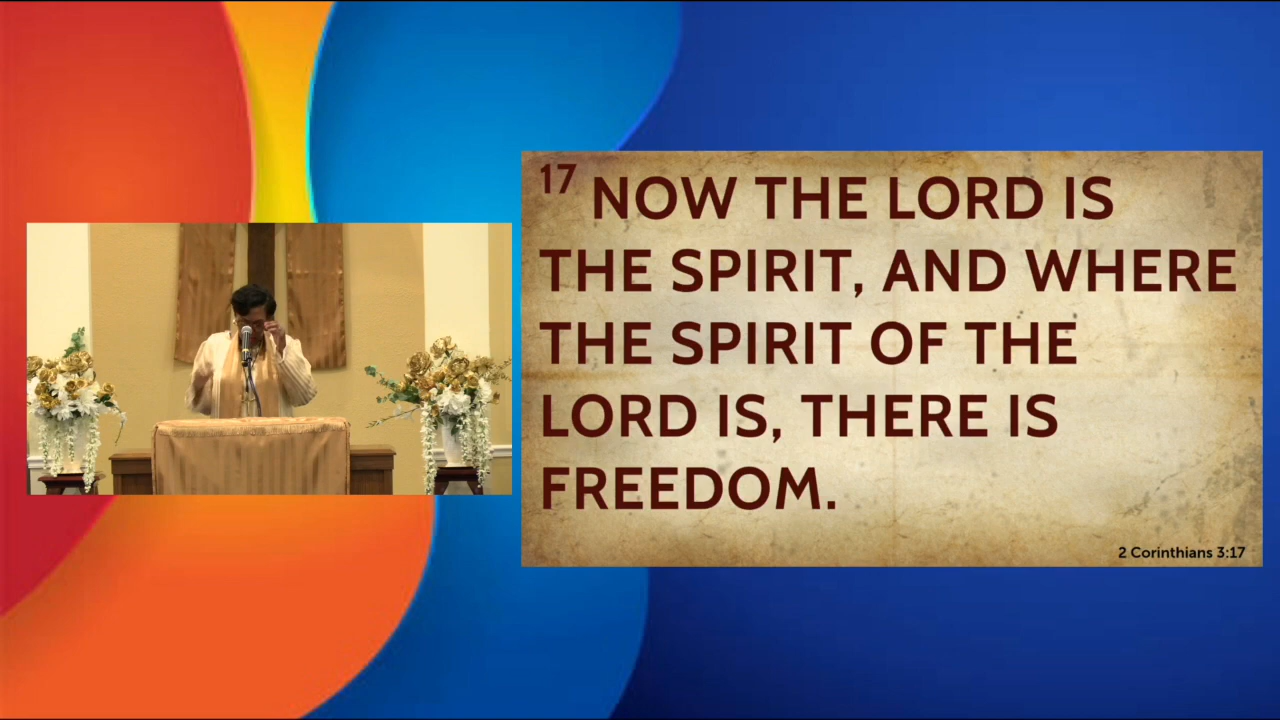 17 NOW THE LORD IS
THE SPIRIT, AND WHERE
THE SPIRIT OF THE
LORD IS, THERE IS
FREEDOM.
2 Corinthians 3:17